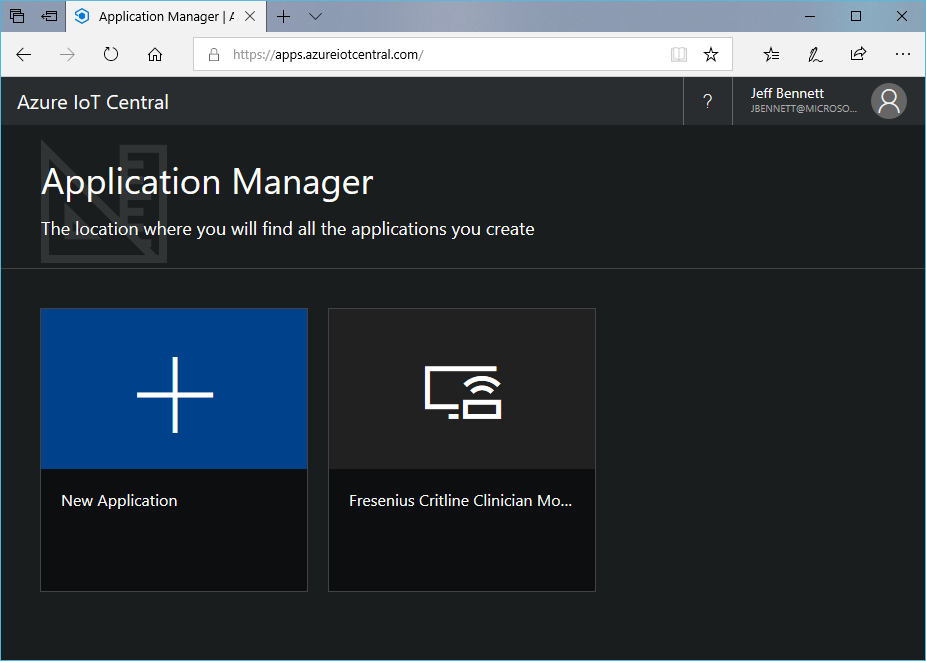 Application Manager | A
https://apps.azureiotcentral.com/
Azure IoT Central
?
Jeff Bennett
JBENNETT@MICROSO...
Application Manager
The location where you will find all the applications you create
New Application
Fresenius Critline Clinician Mo...